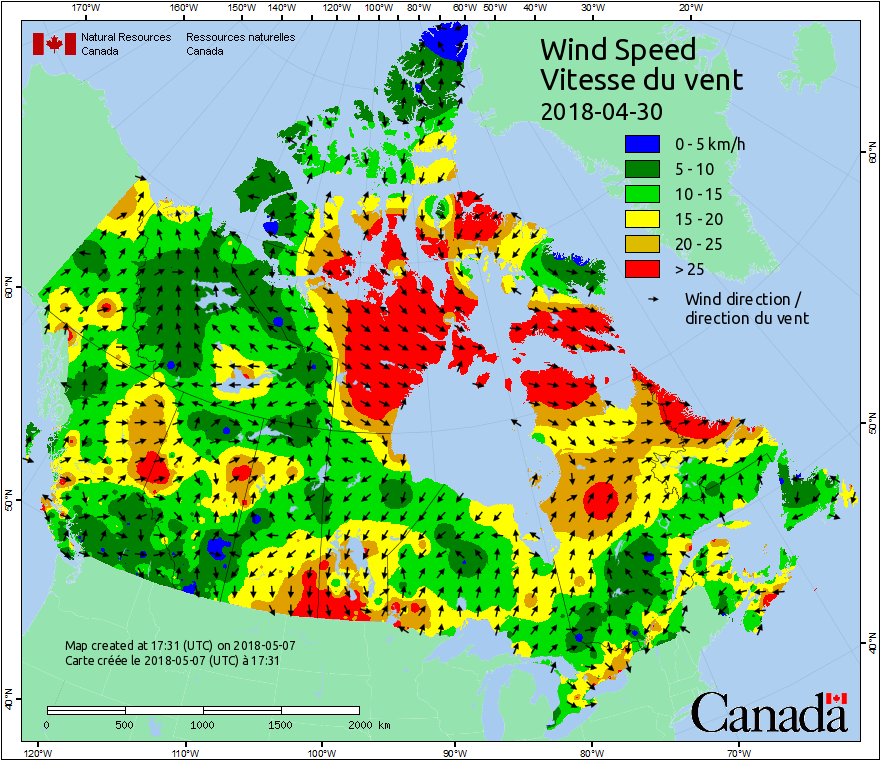 170°W 160°W 150°W 140°W 130°W 120°W 110°W 100°W 90°W 80°W 60°W 50°W 40°W 30°W 20°W
Natural Resources Ressources naturelles
Canada Canada
Wind Speed
Vitesse du vent
2018-04-30
0 - 5 km/h
5 - 10
10 - 15
15 - 20
20 - 25
> 25
Wind direction /
direction du vent
60°N
60°N
50°N
50°N
40°N
40°N
Map created at 17:31 (UTC) on 2018-05-07
Carte créée le 2018-05-07 (UTC) à 17:31
0 500 1000 1500 2000 km
Canada
120°W 110°W 100°W 90°W 80°W 70°W